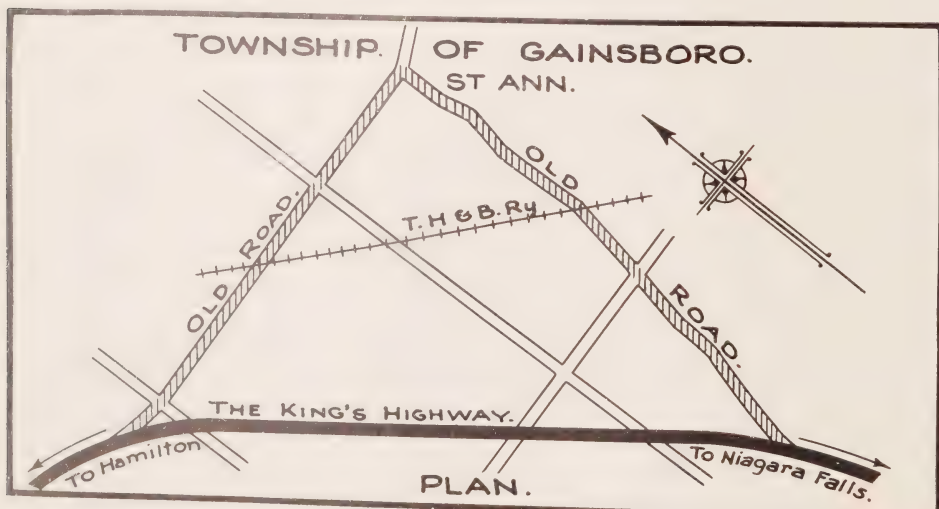 TOWNSHIP. OF GAINSBORO.
ST ANN.
OLD ROAD.
T.H & B. Ry
OLD ROAD.
THE KING'S HIGHWAY.
To Hamilton
To Niagara Falls.
PLAN.